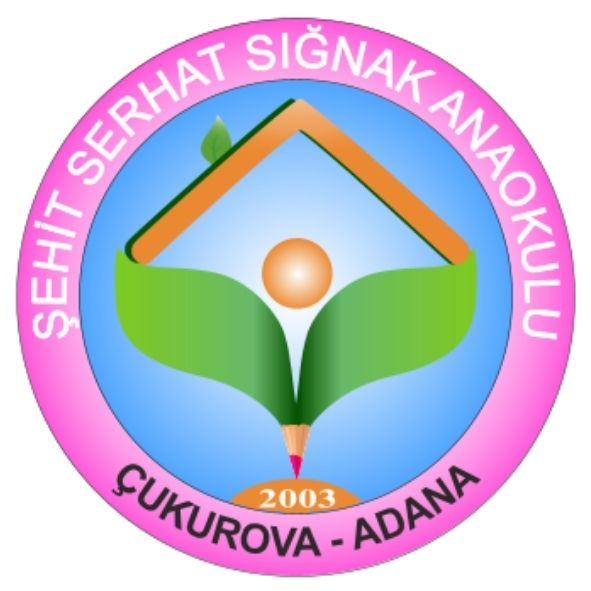 ŞEHİT SERHAT SIĞNAK ANAOKULU
2003
ÇUKUROVA - ADANA